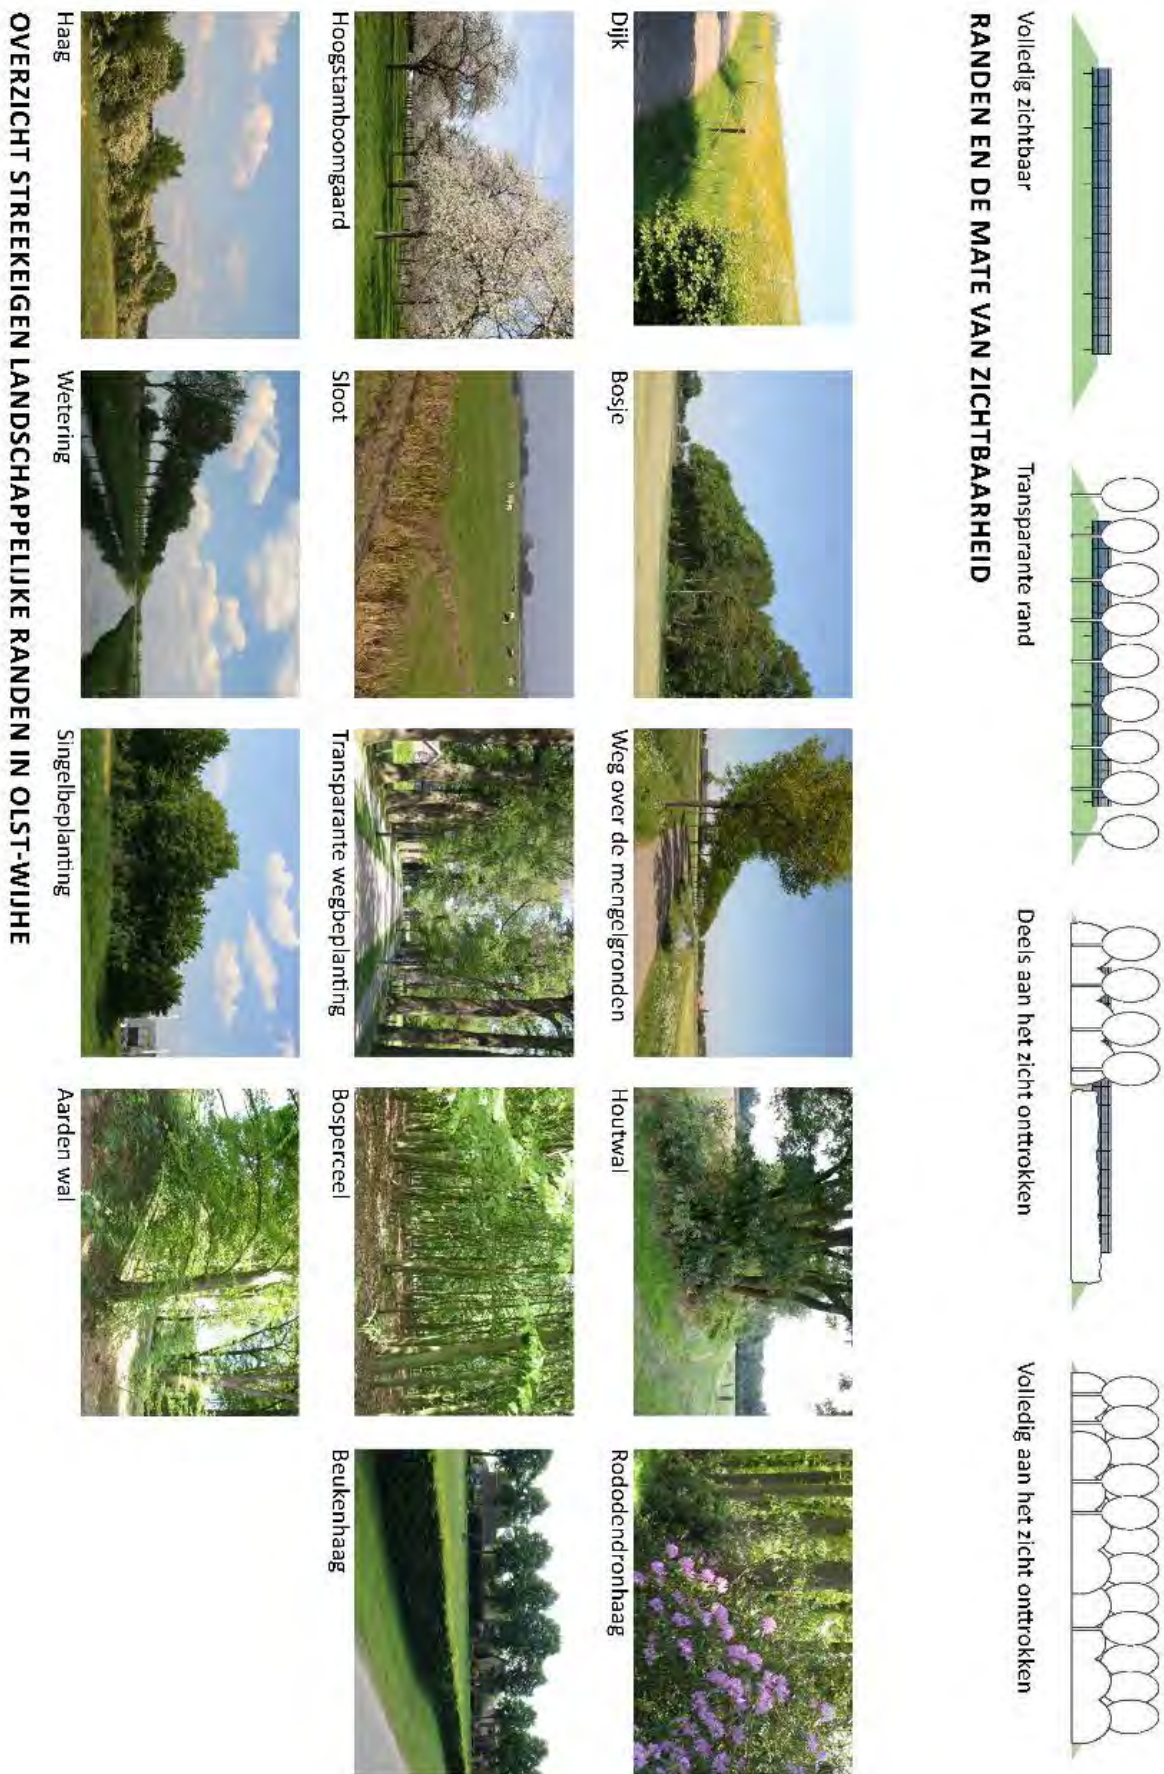 Volledig zichtbaar
Transparante rand
Deels aan het zicht onttrokken
Volledig aan het zicht onttrokken
RANDEN EN DE MATE VAN ZICHTBAARHEID
Dijk
Bosje
Weg over de mengelgronden
Houtwal
Rododendronhaag
Hoogstamboomgaard
Sloot
Transparante wegbeplanting
Bosperceel
Beukenhaag
Haag
Wetering
Singelbeplanting
Aarden wal
OVERZICHT STREEKEIGEN LANDSCHAPPELIJKE RANDEN IN OLST-WIJHE